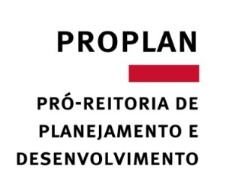 PROPLAN
PRÓ-REITORIA DE
PLANEJAMENTO E
DESENVOLVIMENTO